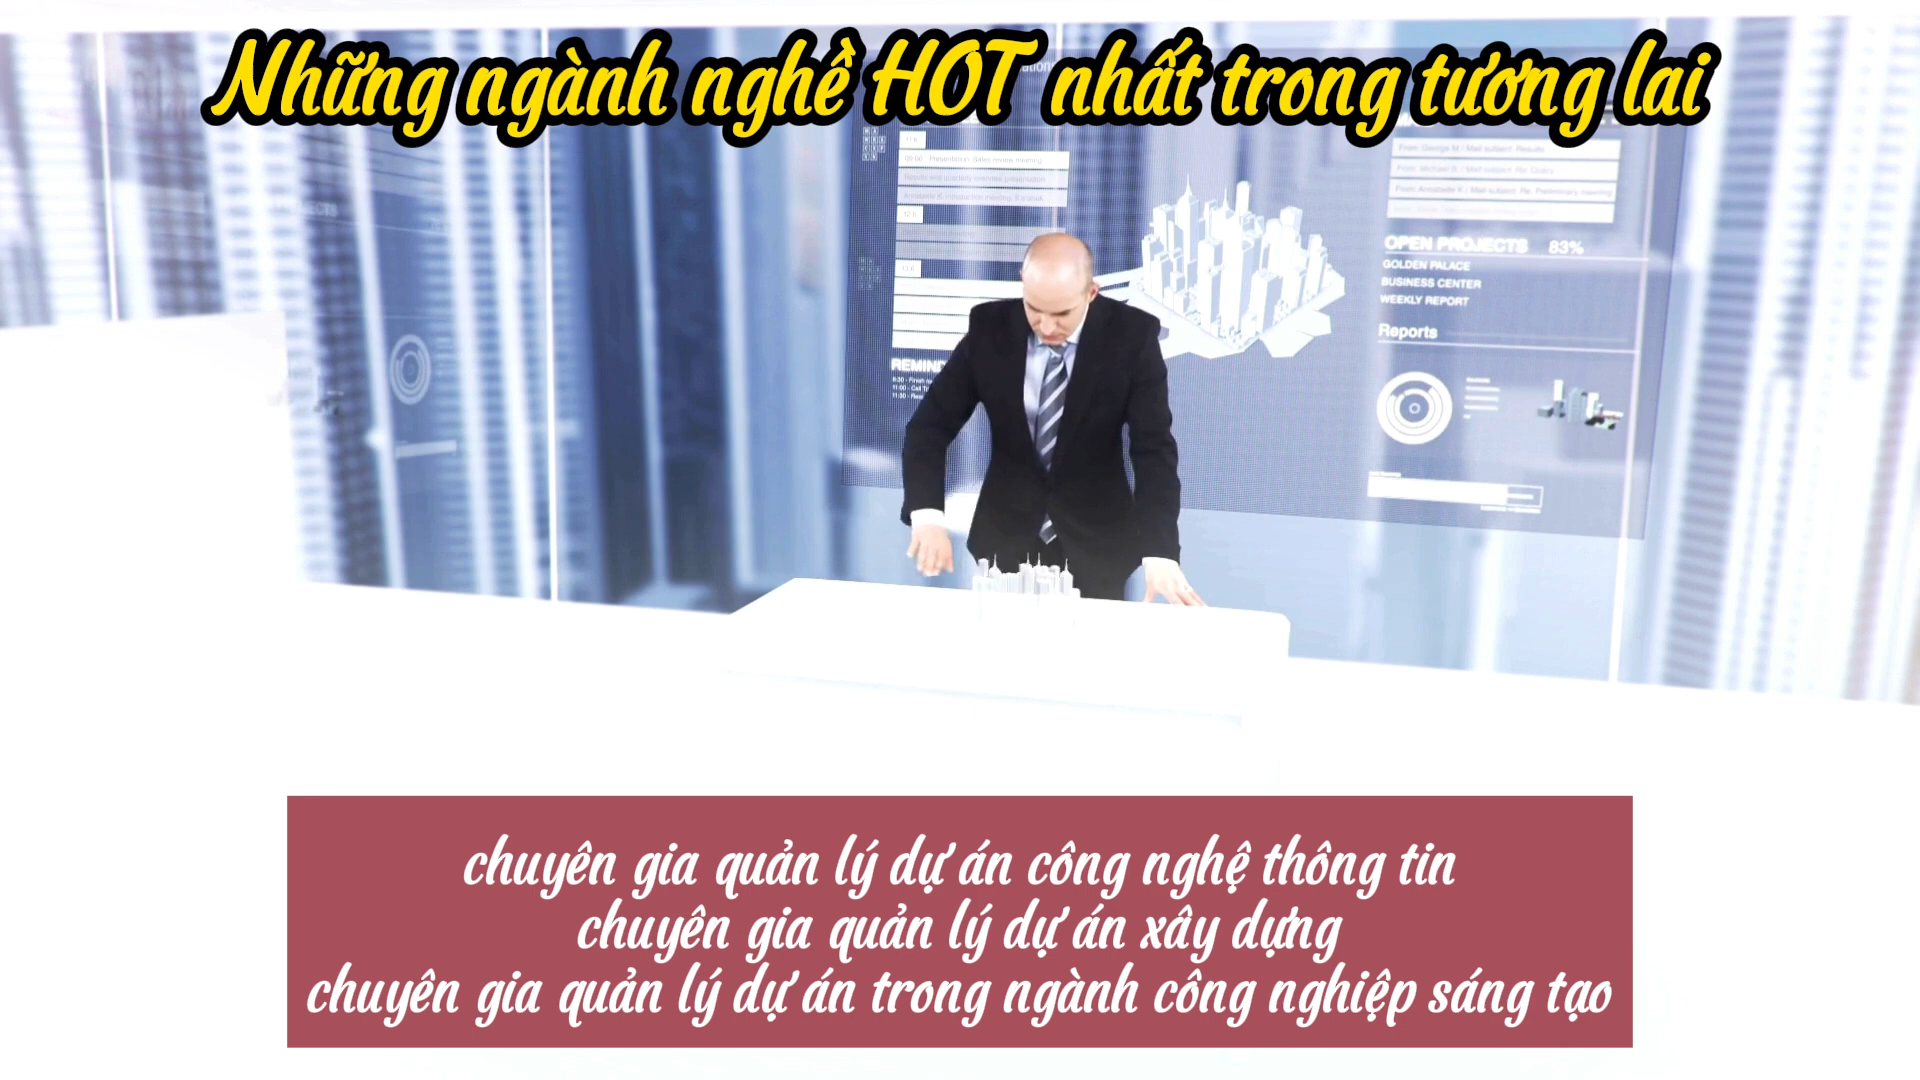 Những ngành nghề HOT nhất trong tương lai
OPEN PROJECTS 83%
GOLDEN PALACE
BUSINESS CENTER
WEEKLY REPORT
Reports
chuyên gia quản lý dự án công nghệ thông tin
chuyên gia quản lý dự án xây dựng
chuyên gia quản lý dự án trong ngành công nghiệp sáng tạo